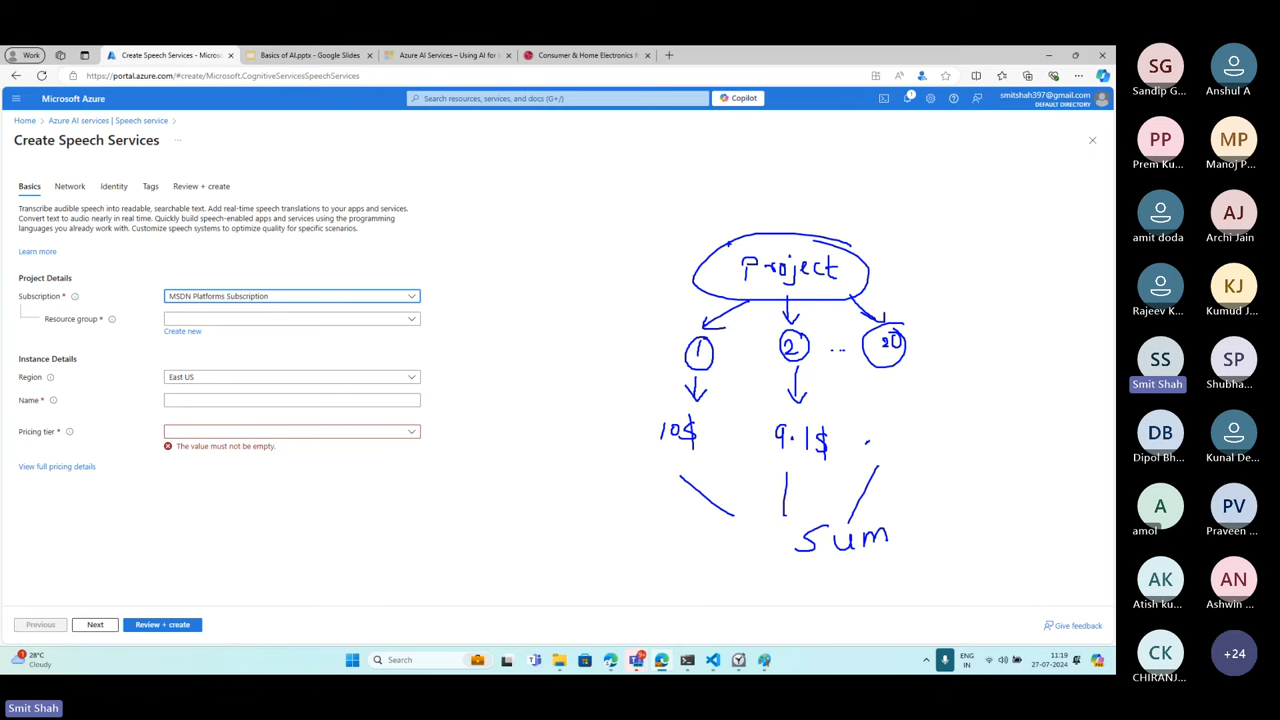 Work
Create Speech Services - Micros
Basics of AI.pptx - Google Slides
Azure AI Services – Using AI for
Consumer & Home Electronics f
https://portal.azure.com/#create/Microsoft.CognitiveServicesSpeechServices
Microsoft Azure
Search resources, services, and docs (G+/)
Copilot
1
smitshah397@gmail.com
DEFAULT DIRECTORY
Home > Azure AI services | Speech service >
Create Speech Services ...
Basics Network Identity Tags Review + create
Transcribe audible speech into readable, searchable text. Add real-time speech translations to your apps and services.
Convert text to audio nearly in real time. Quickly build speech-enabled apps and services using the programming
languages you already work with. Customize speech systems to optimize quality for specific scenarios.
Learn more
Project Details
Subscription * MSDN Platforms Subscription
Resource group *
Create new
Instance Details
Region East US
Name *
Pricing tier *
The value must not be empty.
View full pricing details
Project
1 2 ... 20
10$ 9.1$
Sum
Previous Next Review + create
Give feedback
28°C
Cloudy
Search
ENG
IN
11:19
27-07-2024
SG
Sandip G...
Anshul A
PP
Prem Ku...
MP
Manoj P...
amit doda
AJ
Archi Jain
Rajeev K...
KJ
Kumud J...
SS
Smit Shah
SP
Shubha...
DB
Dipol Bh...
Kunal De...
A
amol
PV
Praveen ...
AK
Atish ku...
AN
Ashwin ...
CK
CHIRANJ...
+24
Smit Shah